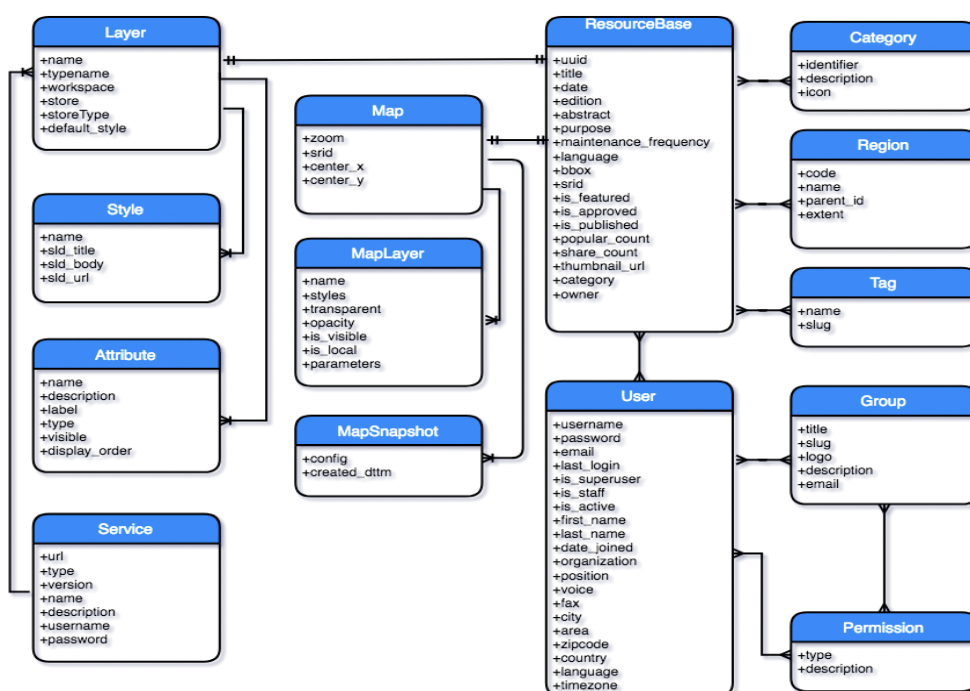 Layer
+name
+typename
+workspace
+store
+storeType
+default_style
Style
+name
+sld_title
+sld_body
+sld_url
Attribute
+name
+description
+label
+type
+visible
+display_order
Service
+url
+type
+version
+name
+description
+username
+password
Map
+zoom
+srid
+center_x
+center_y
MapLayer
+name
+styles
+transparent
+opacity
+is_visible
+is_local
+parameters
MapSnapshot
+config
+created_dttm
ResourceBase
+uuid
+title
+date
+edition
+abstract
+purpose
+maintenance_frequency
+language
+bbox
+srid
+is_featured
+is_approved
+is_published
+popular_count
+share_count
+thumbnail_url
+category
+owner
User
+username
+password
+email
+last_login
+is_superuser
+is_staff
+is_active
+first_name
+last_name
+date_joined
+organization
+position
+voice
+fax
+city
+area
+zipcode
+country
+language
+timezone
Category
+identifier
+description
+icon
Region
+code
+name
+parent_id
+extent
Tag
+name
+slug
Group
+title
+slug
+logo
+description
+email
Permission
+type
+description